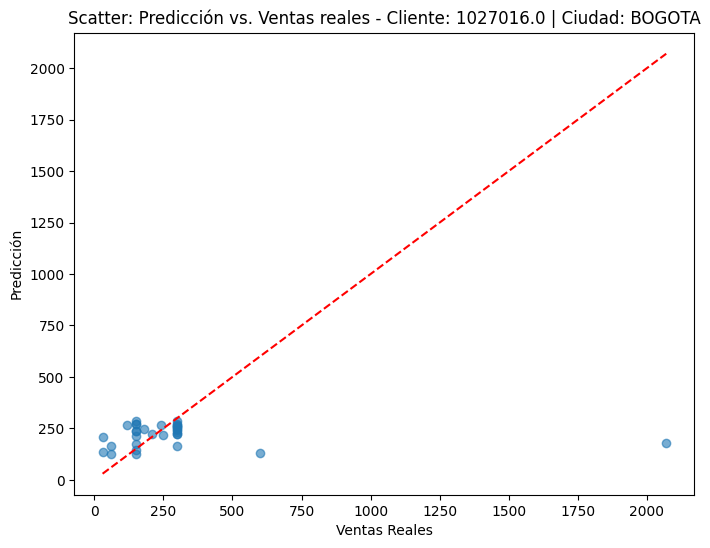 Scatter: Predicción vs. Ventas reales - Cliente: 1027016.0 | Ciudad: BOGOTA
2000
1750
1500
1250
1000
750
500
250
0
Predicción
0 250 500 750 1000 1250 1500 1750 2000
Ventas Reales